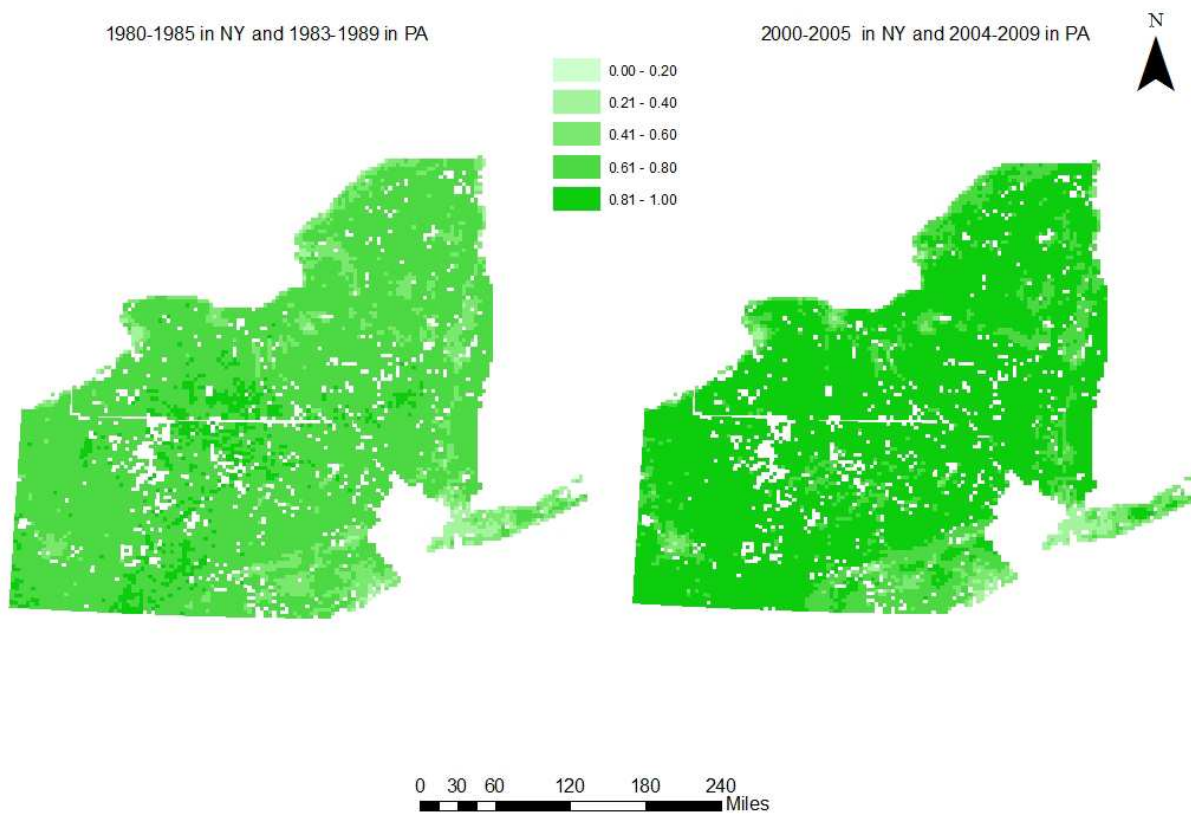 1980-1985 in NY and 1983-1989 in PA
2000-2005 in NY and 2004-2009 in PA
N
0.00 - 0.20
0.21 - 0.40
0.41 - 0.60
0.61 - 0.80
0.81 - 1.00
0 30 60 120 180 240
Miles